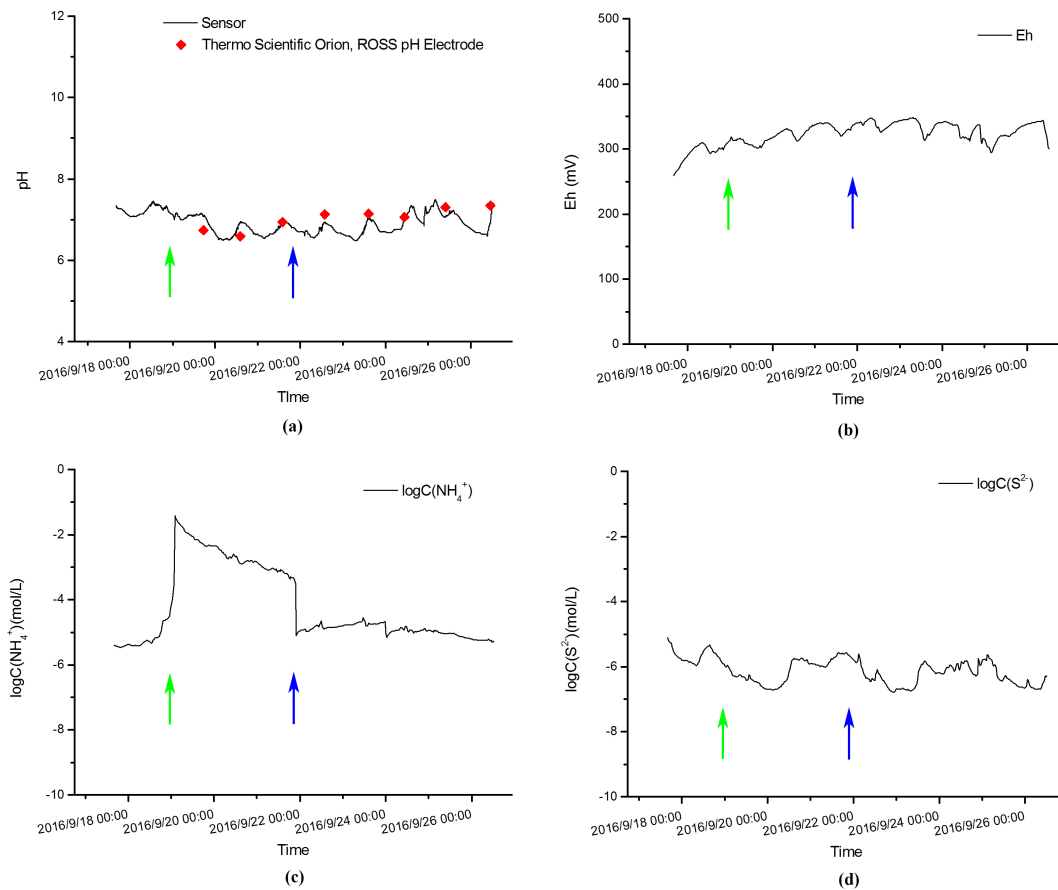 12
10
8
6
4
pH
Sensor
Thermo Scientific Orion, ROSS pH Electrode
2016/9/18 00:00
2016/9/20 00:00
2016/9/22 00:00
2016/9/24 00:00
2016/9/26 00:00
TIme
(a)
500
450
400
350
300
200
100
0
Eh (mV)
Eh
2016/9/18 00:00
2016/9/20 00:00
2016/9/22 00:00
2016/9/24 00:00
2016/9/26 00:00
Time
(b)
0
-2
-4
-6
-8
-10
logC(NH₄⁺)(mol/L)
logC(NH₄⁺)
2016/9/18 00:00
2016/9/20 00:00
2016/9/22 00:00
2016/9/24 00:00
2016/9/26 00:00
Time
(c)
0
-2
-4
-6
-8
-10
logC(S²⁻)(mol/L)
logC(S²⁻)
2016/9/18 00:00
2016/9/20 00:00
2016/9/22 00:00
2016/9/24 00:00
2016/9/26 00:00
Time
(d)